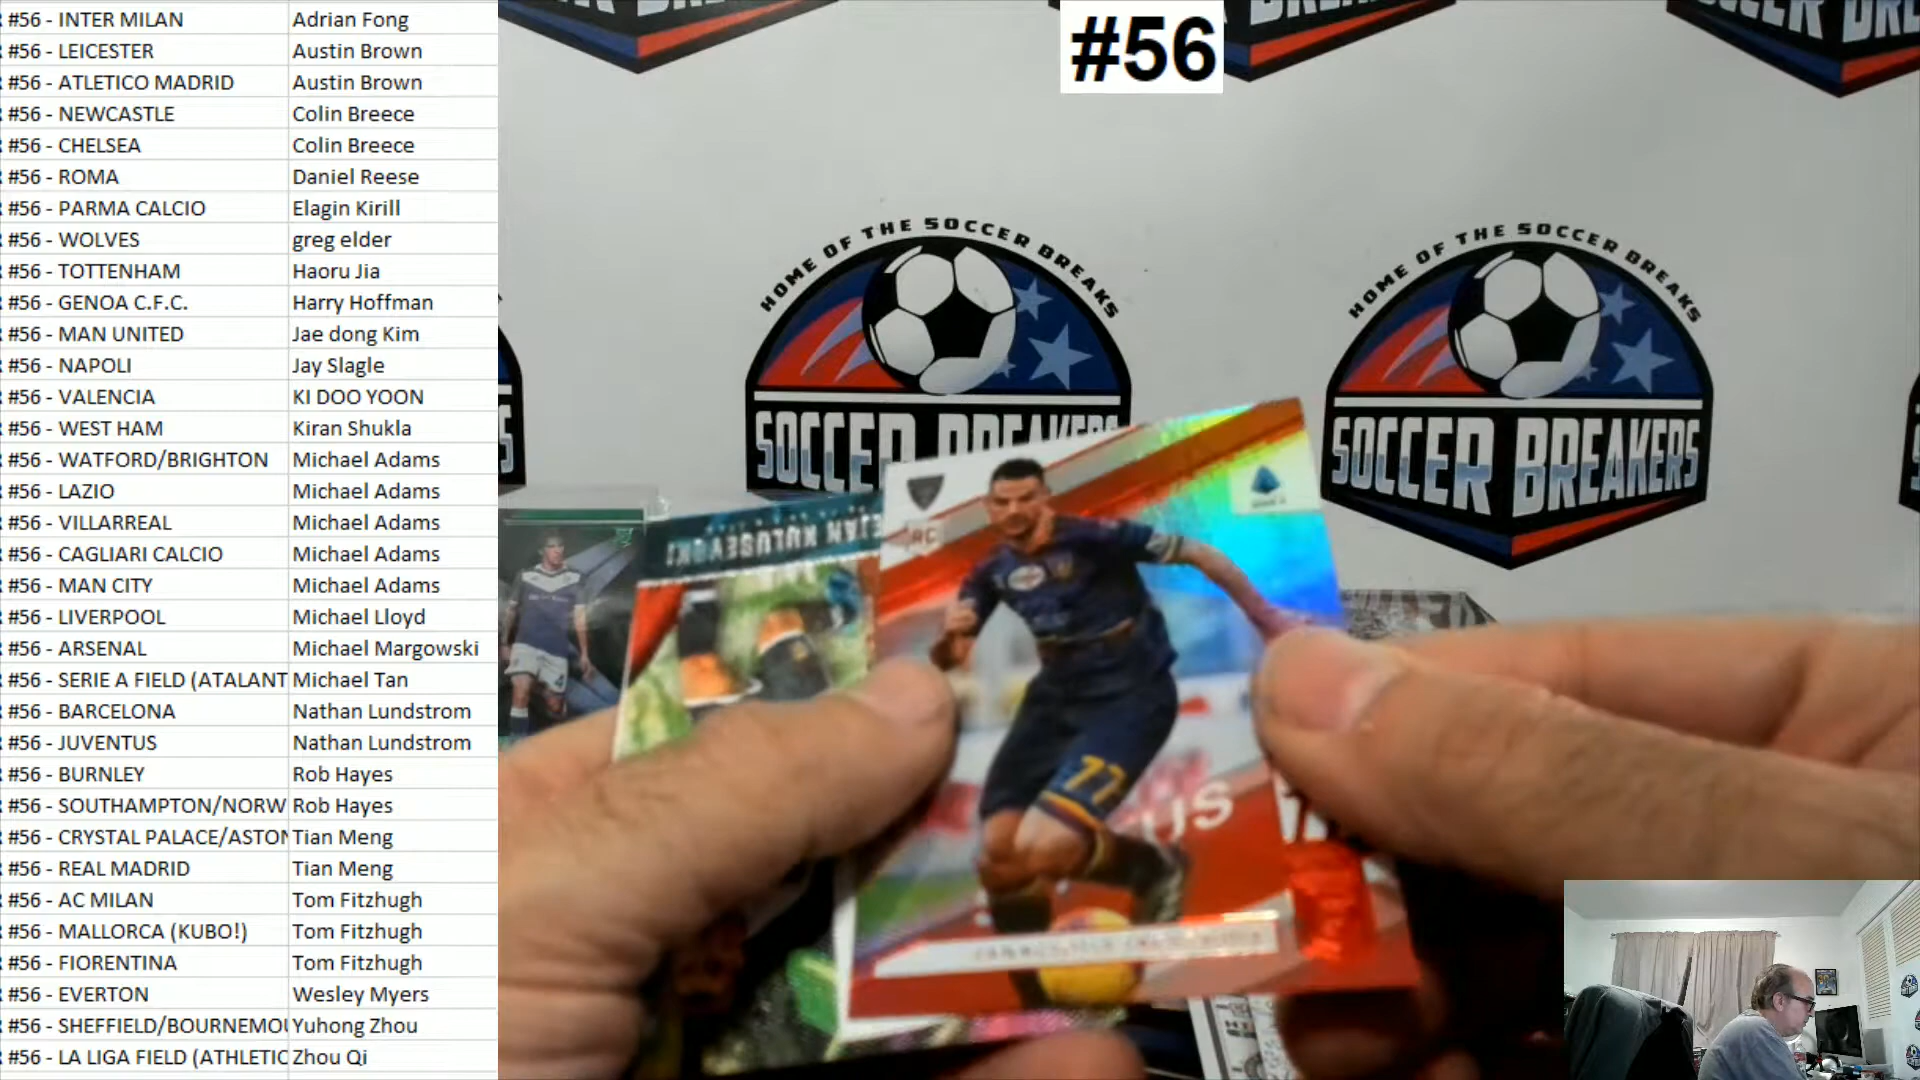 #56 - INTER MILAN Adrian Fong
#56 - LEICESTER Austin Brown
#56 - ATLETICO MADRID Austin Brown
#56 - NEWCASTLE Colin Breece
#56 - CHELSEA Colin Breece
#56 - ROMA Daniel Reese
#56 - PARMA CALCIO Elagin Kirill
#56 - WOLVES greg elder
#56 - TOTTENHAM Haoru Jia
#56 - GENOA C.F.C. Harry Hoffman
#56 - MAN UNITED Jae dong Kim
#56 - NAPOLI Jay Slagle
#56 - VALENCIA KI DOO YOON
#56 - WEST HAM Kiran Shukla
#56 - WATFORD/BRIGHTON Michael Adams
#56 - LAZIO Michael Adams
#56 - VILLARREAL Michael Adams
#56 - CAGLIARI CALCIO Michael Adams
#56 - MAN CITY Michael Adams
#56 - LIVERPOOL Michael Lloyd
#56 - ARSENAL Michael Margowski
#56 - SERIE A FIELD (ATALANT Michael Tan
#56 - BARCELONA Nathan Lundstrom
#56 - JUVENTUS Nathan Lundstrom
#56 - BURNLEY Rob Hayes
#56 - SOUTHAMPTON/NORW Rob Hayes
#56 - CRYSTAL PALACE/ASTON Tian Meng
#56 - REAL MADRID Tian Meng
#56 - AC MILAN Tom Fitzhugh
#56 - MALLORCA (KUBO!) Tom Fitzhugh
#56 - FIORENTINA Tom Fitzhugh
#56 - EVERTON Wesley Myers
#56 - SHEFFIELD/BOURNEMOU Yuhong Zhou
#56 - LA LIGA FIELD (ATHLETIC Zhou Qi
#56
HOME OF THE SOCCER BREAKS
SOCCER BREAKERS
HOME OF THE SOCCER BREAKS
SOCCER BREAKERS
EJAN KULUSEVSKI
RC
77
US